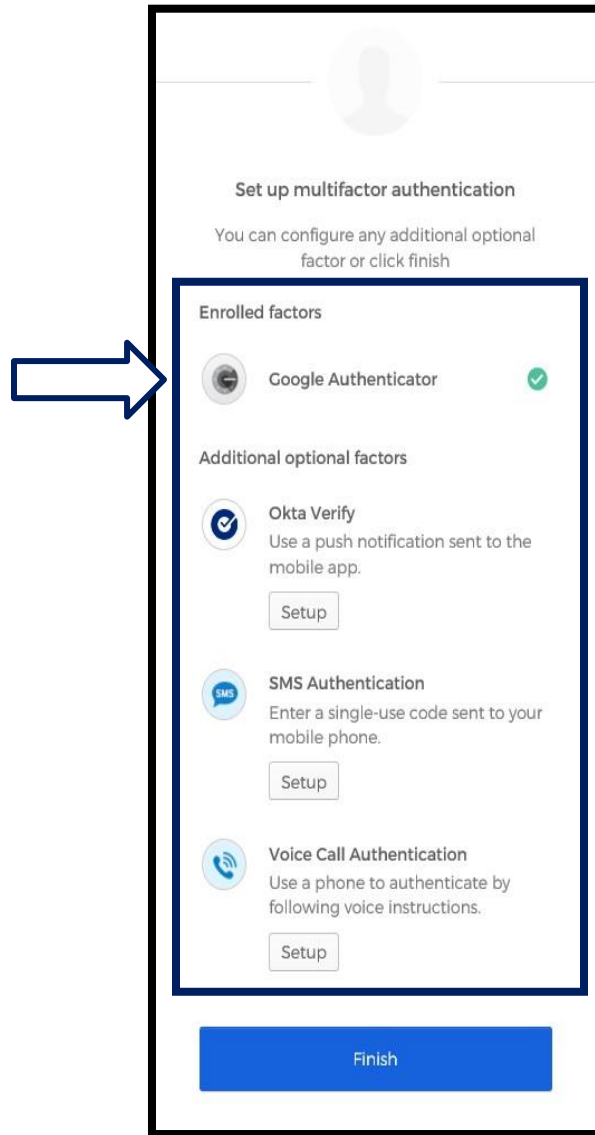 Set up multifactor authentication
You can configure any additional optional
factor or click finish
Enrolled factors
Google Authenticator
Additional optional factors
Okta Verify
Use a push notification sent to the
mobile app.
Setup
SMS
SMS Authentication
Enter a single-use code sent to your
mobile phone.
Setup
Voice Call Authentication
Use a phone to authenticate by
following voice instructions.
Setup
Finish